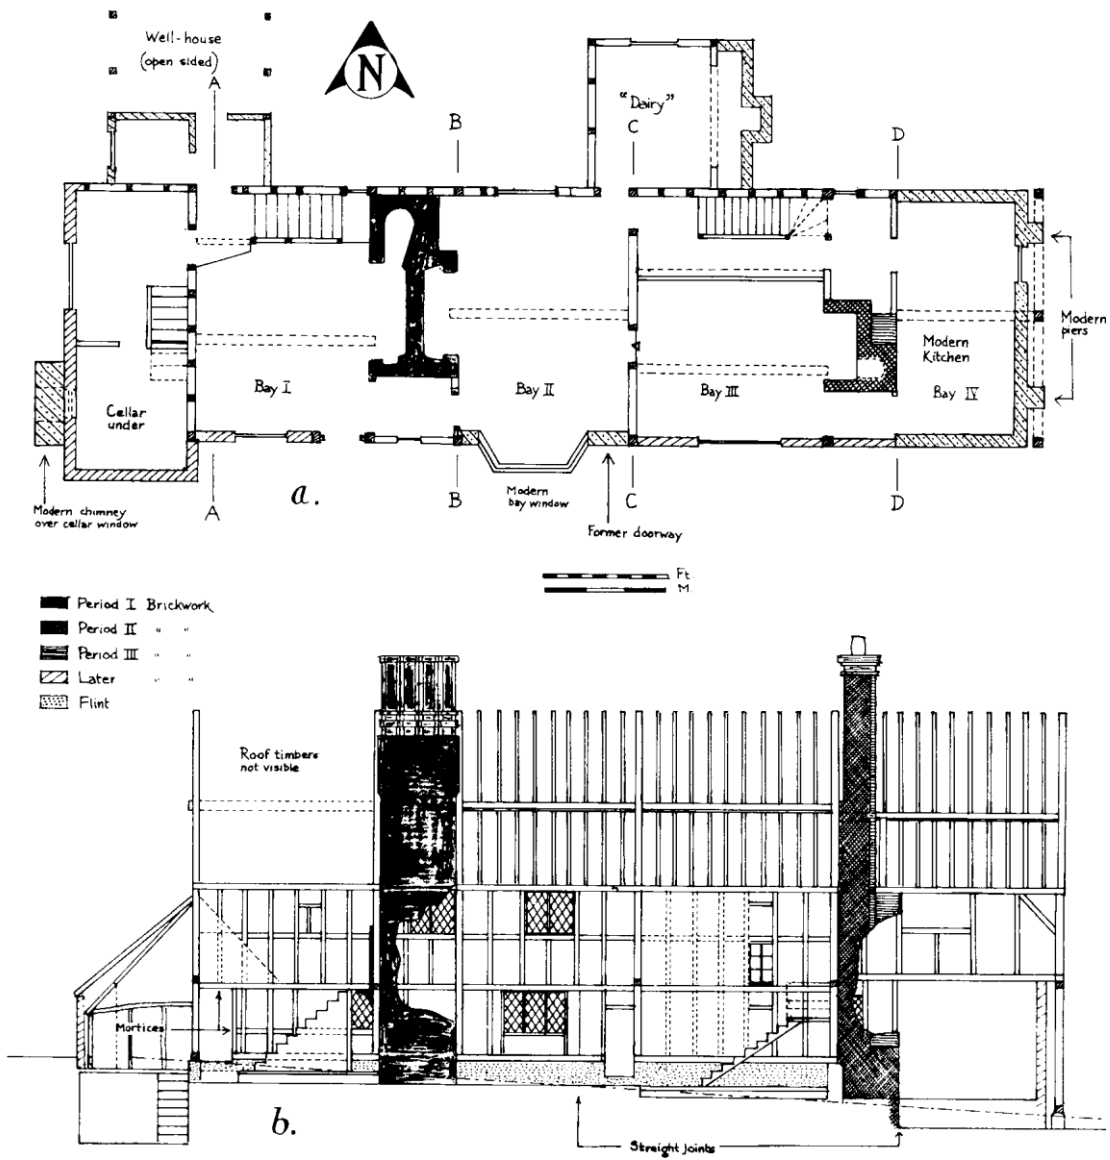 Well-house
(open sided)
A
N
B
"Dairy"
C
D
Modern
piers
Modern
Kitchen
Bay I
Bay II
Bay III
Bay IV
Cellar
under
a.
Modern chimney
over cellar window
A
B
Modern
bay window
C
D
Former doorway
Ft.
M.
Period I Brickwork
Period II " "
Period III " "
Later " "
Flint
Roof timbers
not visible
Mortices
b.
Straight joints